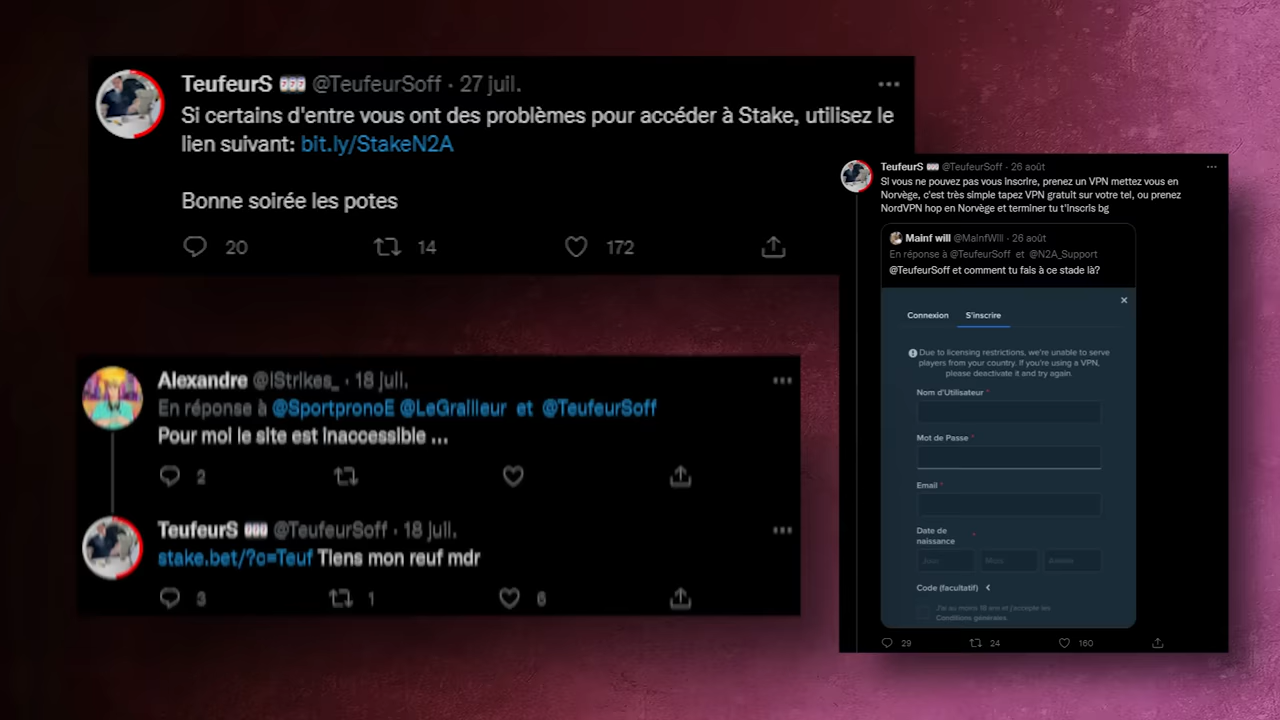 TeufeurS 🎰🎰🎰 @TeufeurSoff · 27 juil.
Si certains d'entre vous ont des problèmes pour accéder à Stake, utilisez le
lien suivant: bit.ly/StakeN2A
Bonne soirée les potes
20 14 172
Alexandre @IStrikes_ · 18 juil.
En réponse à @SportpronoE @LeGrailleur et @TeufeurSoff
Pour moi le site est inaccessible ...
2
TeufeurS 🎰🎰🎰 @TeufeurSoff · 18 juil.
stake.bet/?c=Teuf Tiens mon reuf mdr
3 1 6
TeufeurS 🎰🎰🎰 @TeufeurSoff · 26 août
Si vous ne pouvez pas vous inscrire, prenez un VPN mettez vous en
Norvège, c'est très simple tapez VPN gratuit sur votre tel, ou prenez
NordVPN hop en Norvège et terminer tu t'inscris bg
Mainf will @MainfWill · 26 août
En réponse à @TeufeurSoff et @N2A_Support
@TeufeurSoff et comment tu fais à ce stade là?
Connexion S'inscrire
Due to licensing restrictions, we're unable to serve
players from your country. If you're using a VPN,
please deactivate it and try again.
Nom d'Utilisateur *
Mot de Passe *
Email *
Date de
naissance *
Jour Mois Année
Code (facultatif)
J'ai au moins 18 ans et j'accepte les
Conditions générales.
29 24 160